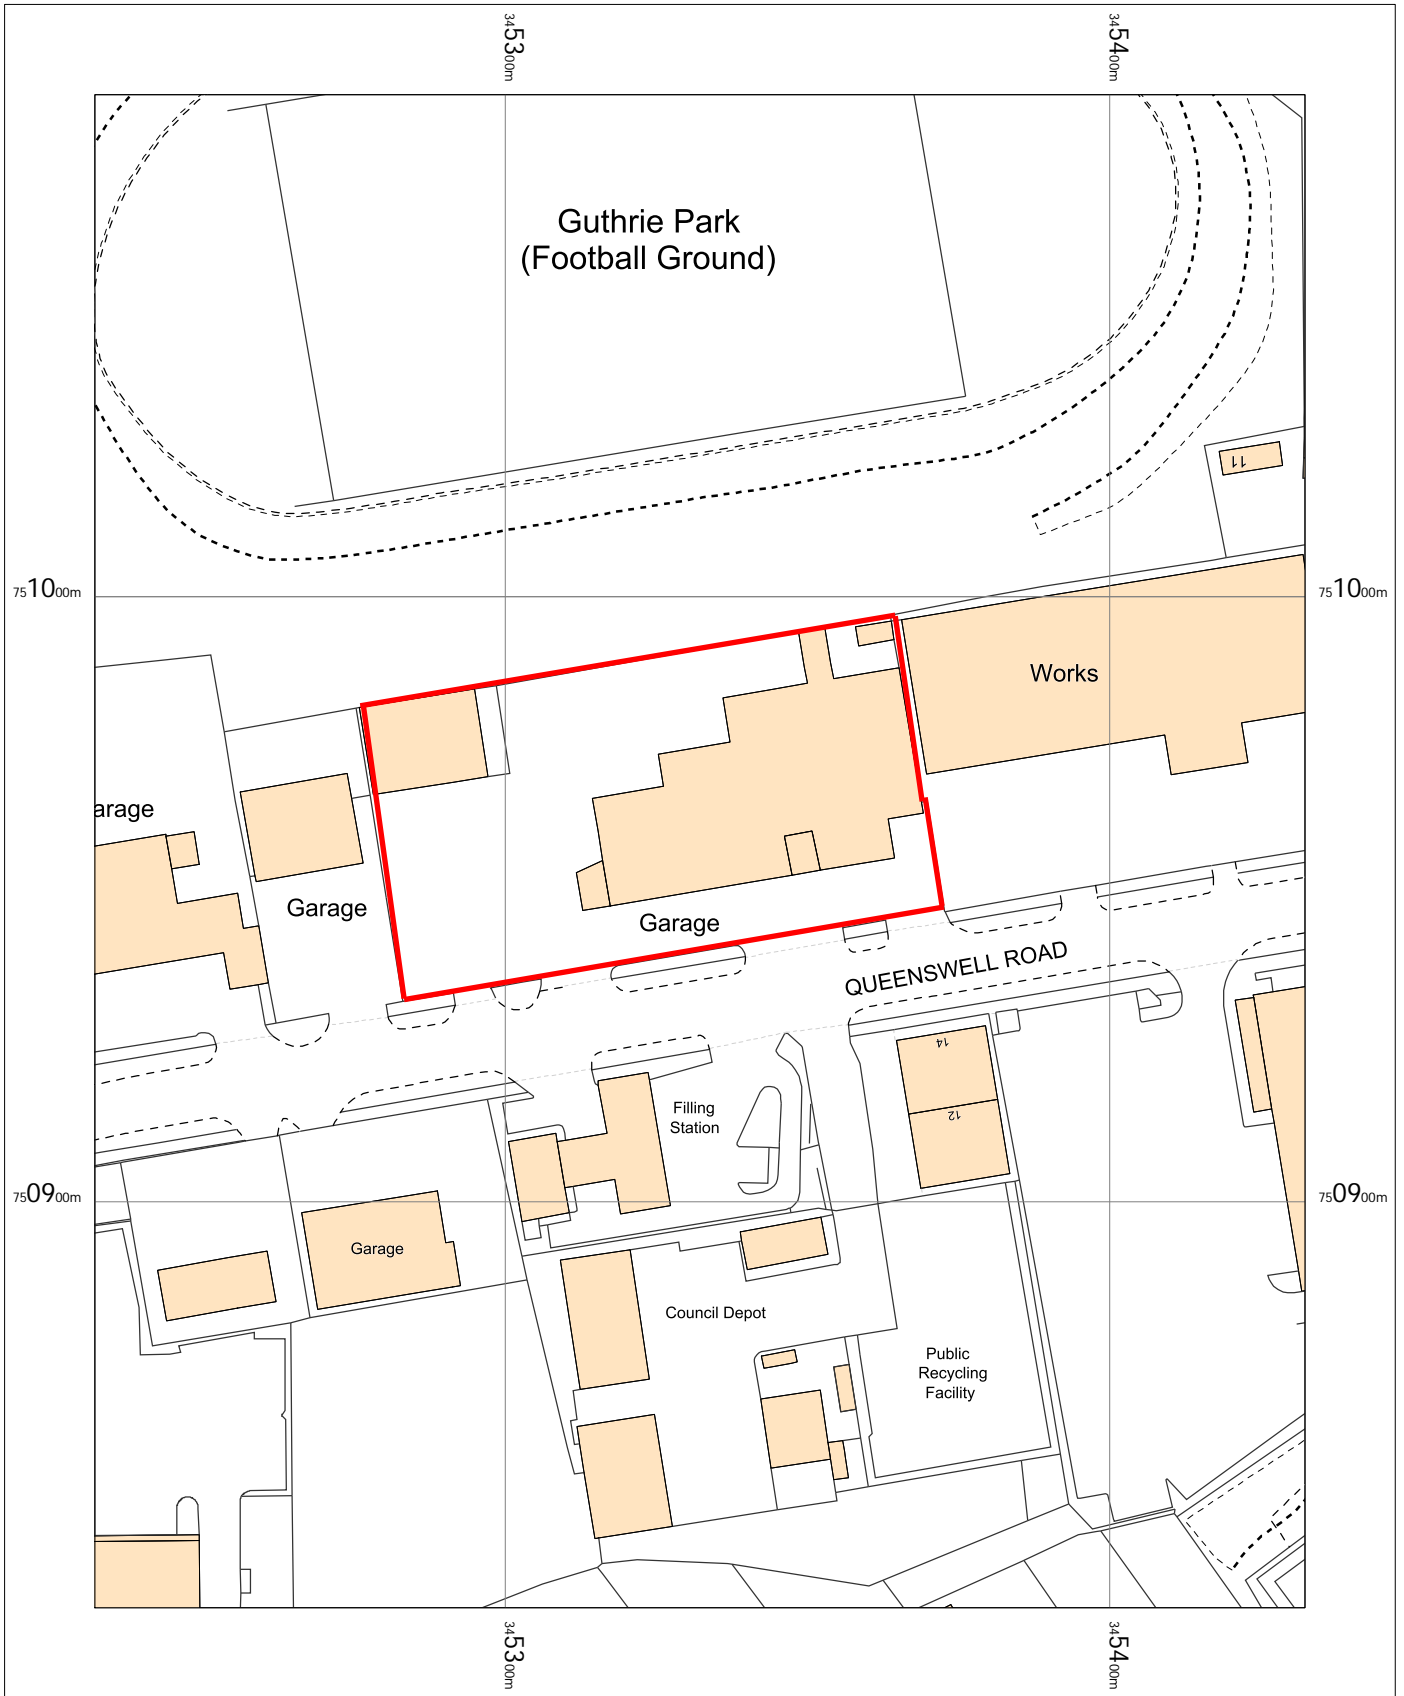 345300m
345400m
Guthrie Park
(Football Ground)
11
751000m
751000m
Works
arage
Garage
Garage
QUEENSWELL ROAD
14
12
Filling
Station
750900m
750900m
Garage
Council Depot
Public
Recycling
Facility
345300m
345400m